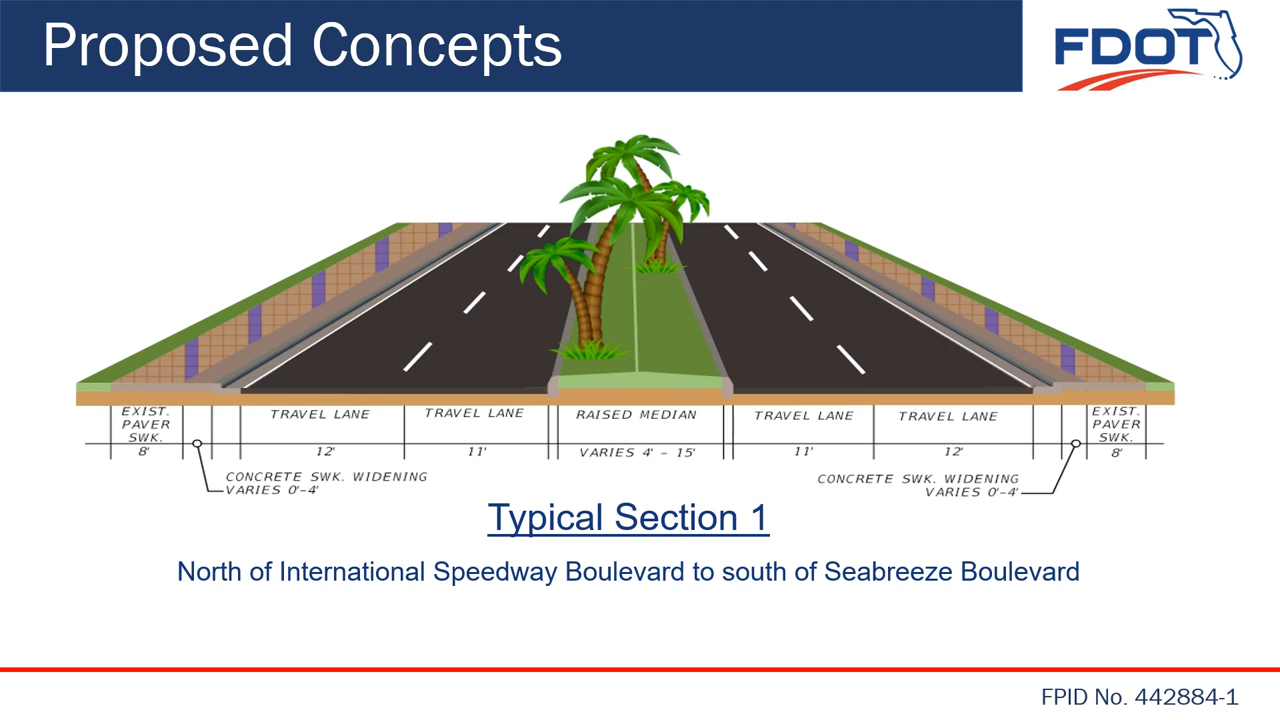 Proposed Concepts
FDOT
EXIST.
PAVER
SWK.
8'
TRAVEL LANE
12'
TRAVEL LANE
11'
RAISED MEDIAN
VARIES 4' - 15'
TRAVEL LANE
11'
TRAVEL LANE
12'
EXIST.
PAVER
SWK.
8'
CONCRETE SWK. WIDENING
VARIES 0'-4'
CONCRETE SWK. WIDENING
VARIES 0'-4'
Typical Section 1
North of International Speedway Boulevard to south of Seabreeze Boulevard
FPID No. 442884-1